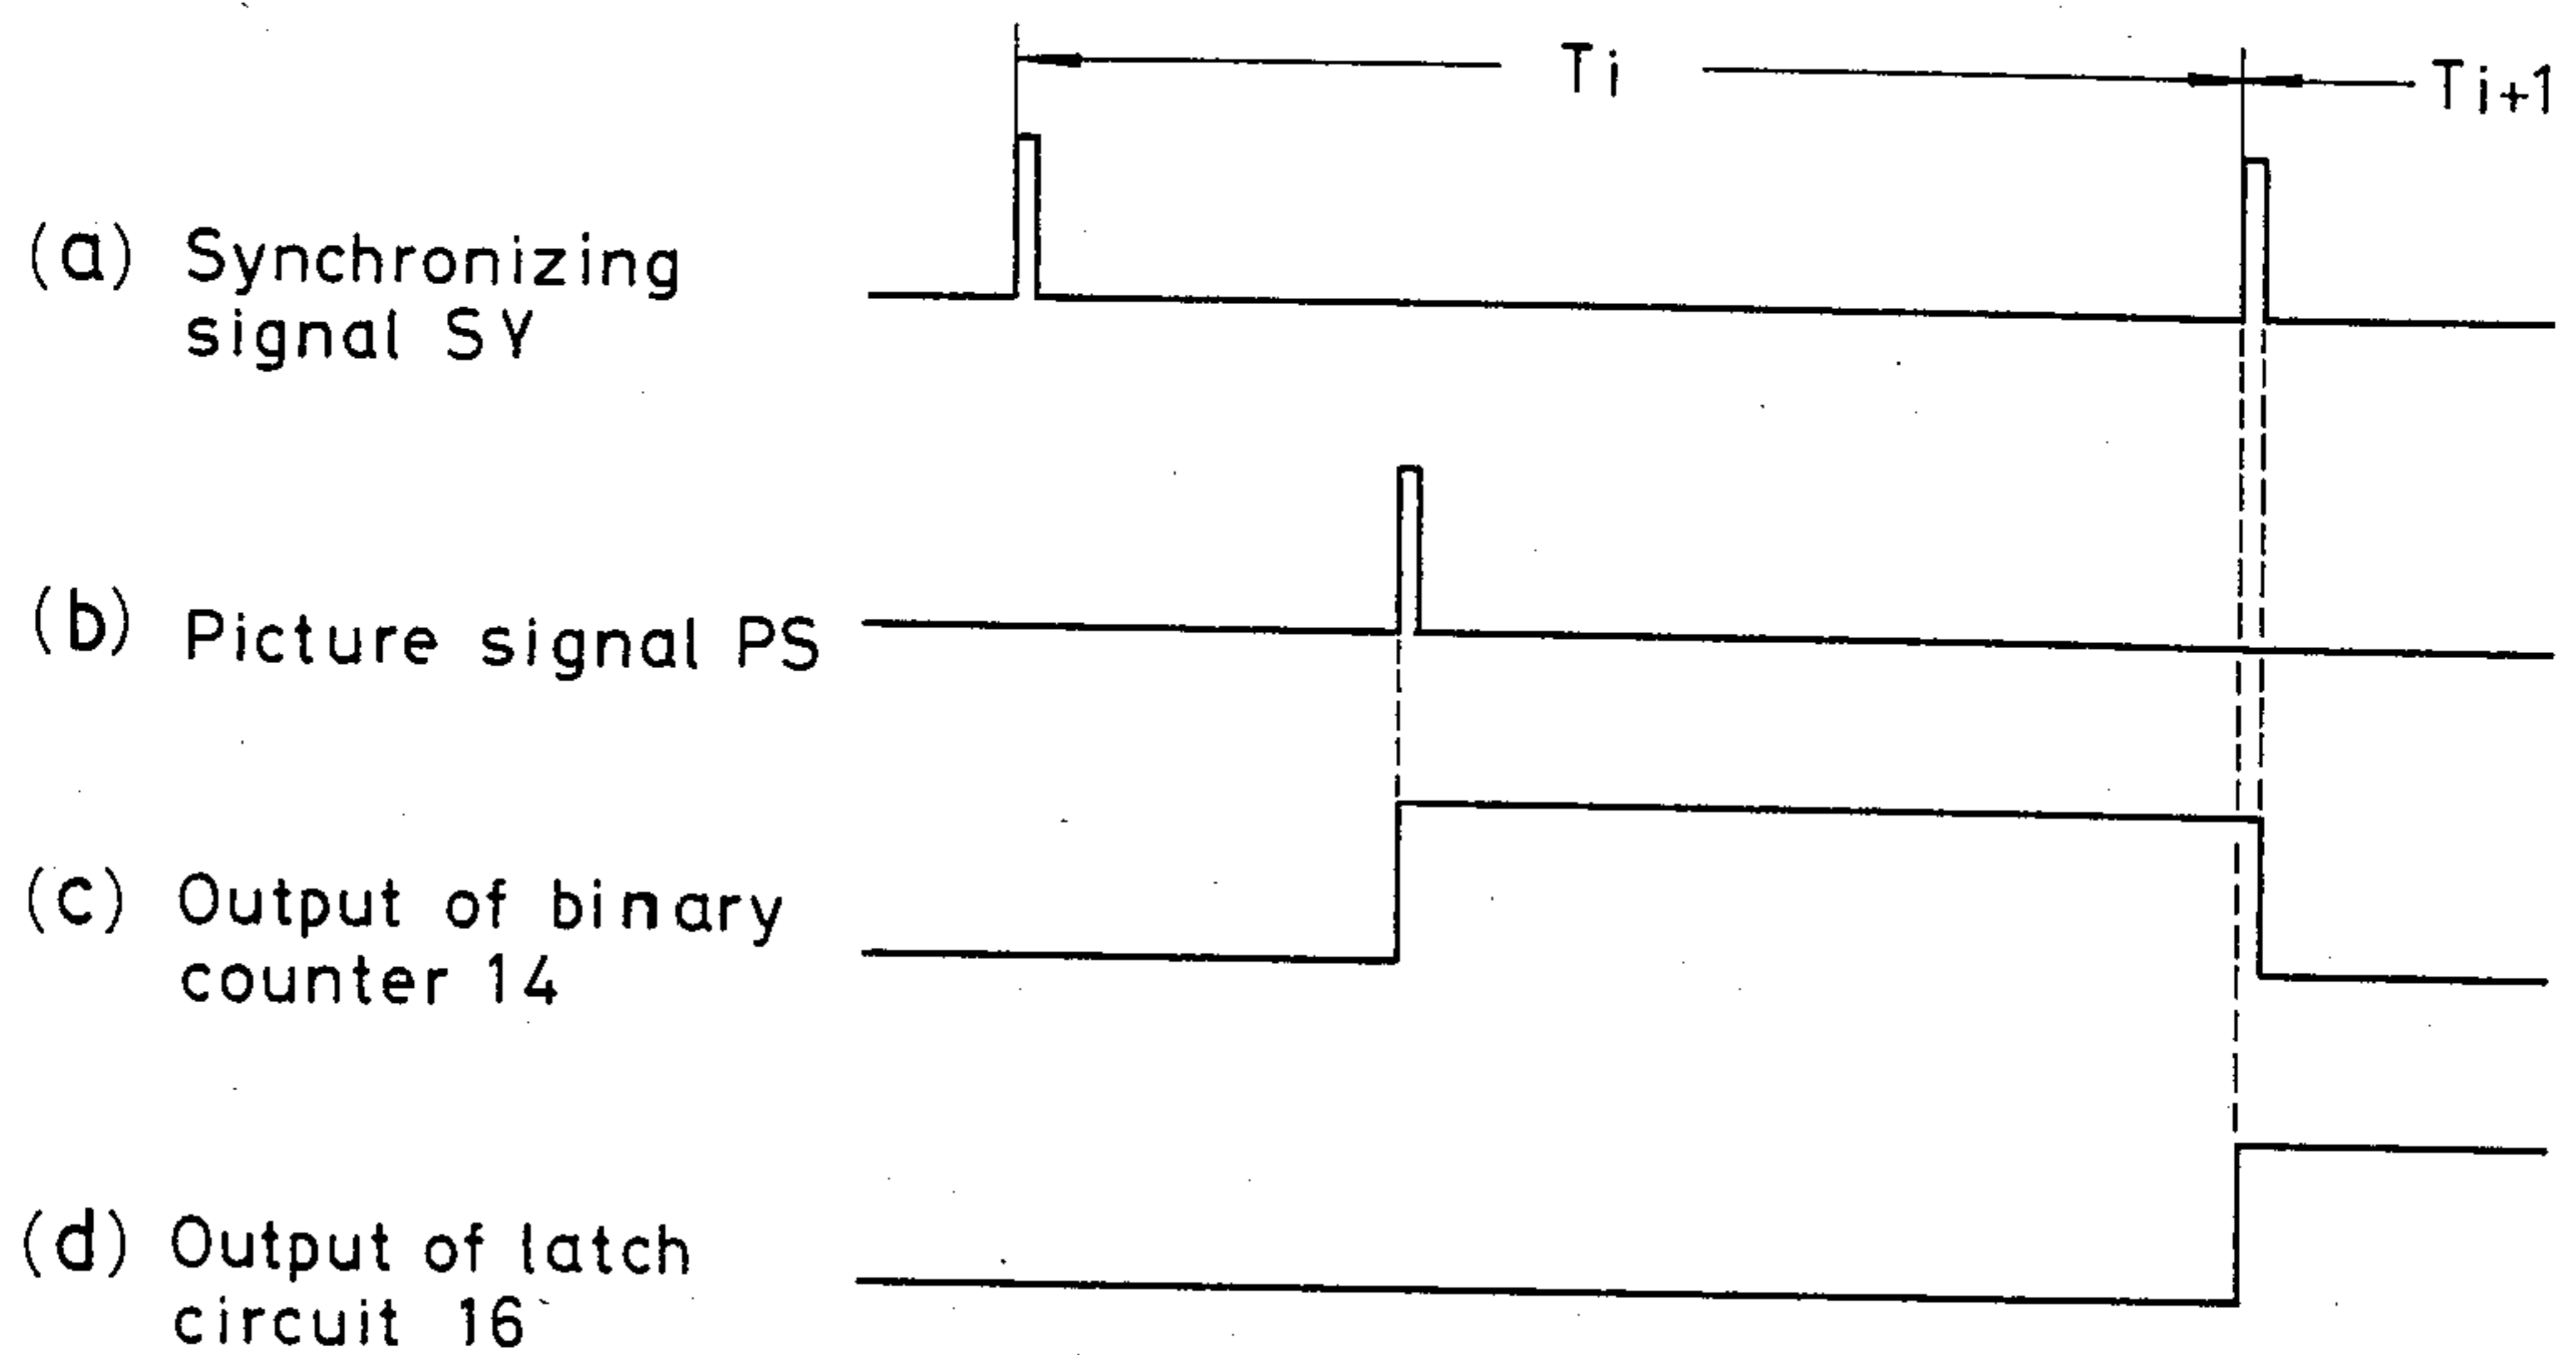 Ti
Ti+1
(a) Synchronizing
signal SY
(b) Picture signal PS
(c) Output of binary
counter 14
(d) Output of latch
circuit 16